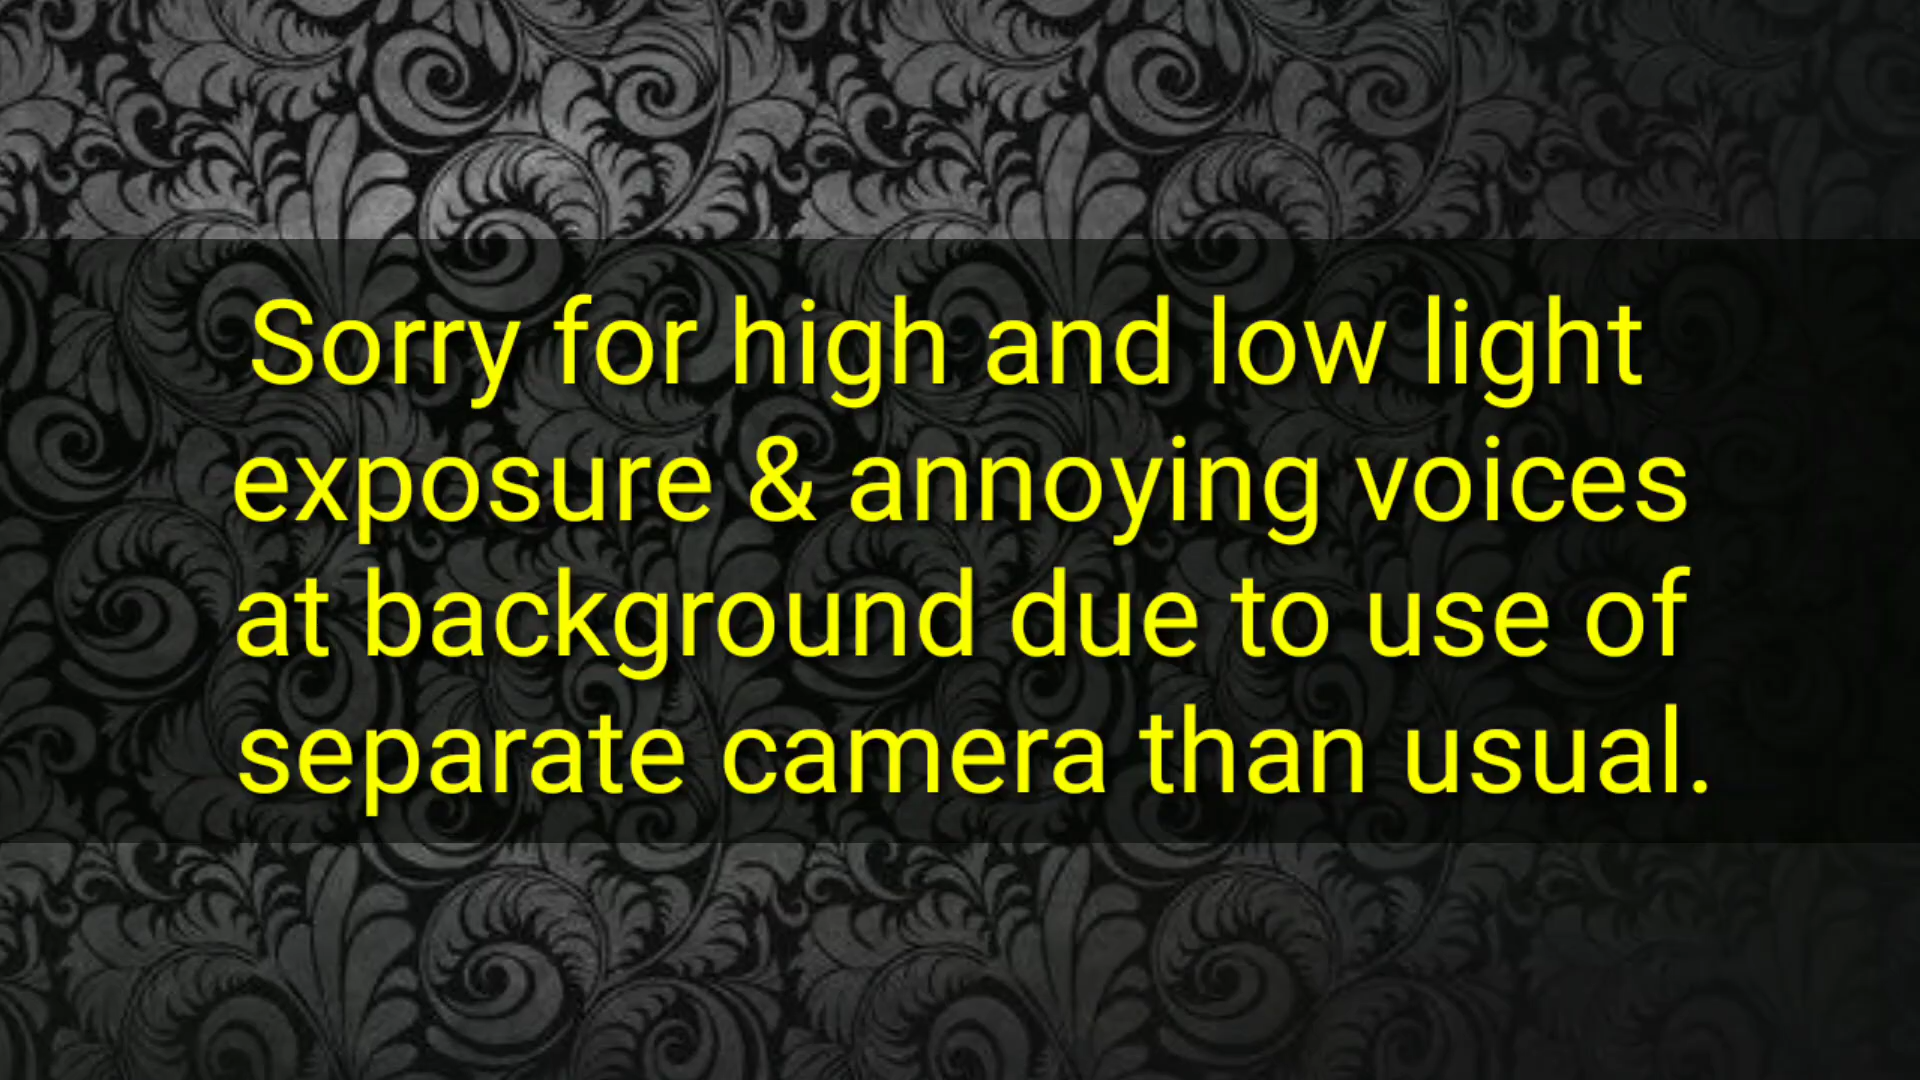 Sorry for high and low light
exposure & annoying voices
at background due to use of
separate camera than usual.